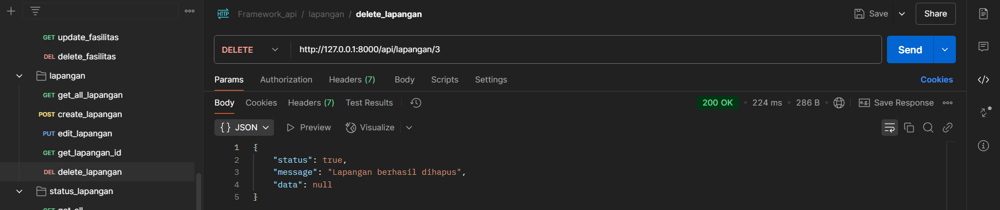 GET update_fasilitas
DEL delete_fasilitas
lapangan
GET get_all_lapangan
POST create_lapangan
PUT edit_lapangan
GET get_lapangan_id
DEL delete_lapangan
status_lapangan
get_all
HTTP Framework_api / lapangan / delete_lapangan
Save
Share
DELETE http://127.0.0.1:8000/api/lapangan/3
Send
Params Authorization Headers (7) Body Scripts Settings Cookies
Body Cookies Headers (7) Test Results 200 OK • 224 ms • 286 B • e.g. Save Response
{} JSON Preview Visualize
1 {
2 "status": true,
3 "message": "Lapangan berhasil dihapus",
4 "data": null
5 }